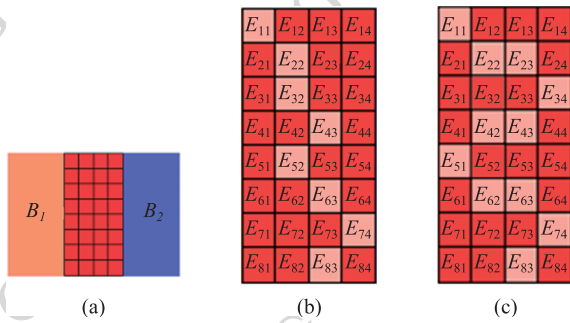 B1 B2
(a)
E11 E12 E13 E14
E21 E22 E23 E24
E31 E32 E33 E34
E41 E42 E43 E44
E51 E52 E53 E54
E61 E62 E63 E64
E71 E72 E73 E74
E81 E82 E83 E84
(b)
E11 E12 E13 E14
E21 E22 E23 E24
E31 E32 E33 E34
E41 E42 E43 E44
E51 E52 E53 E54
E61 E62 E63 E64
E71 E72 E73 E74
E81 E82 E83 E84
(c)